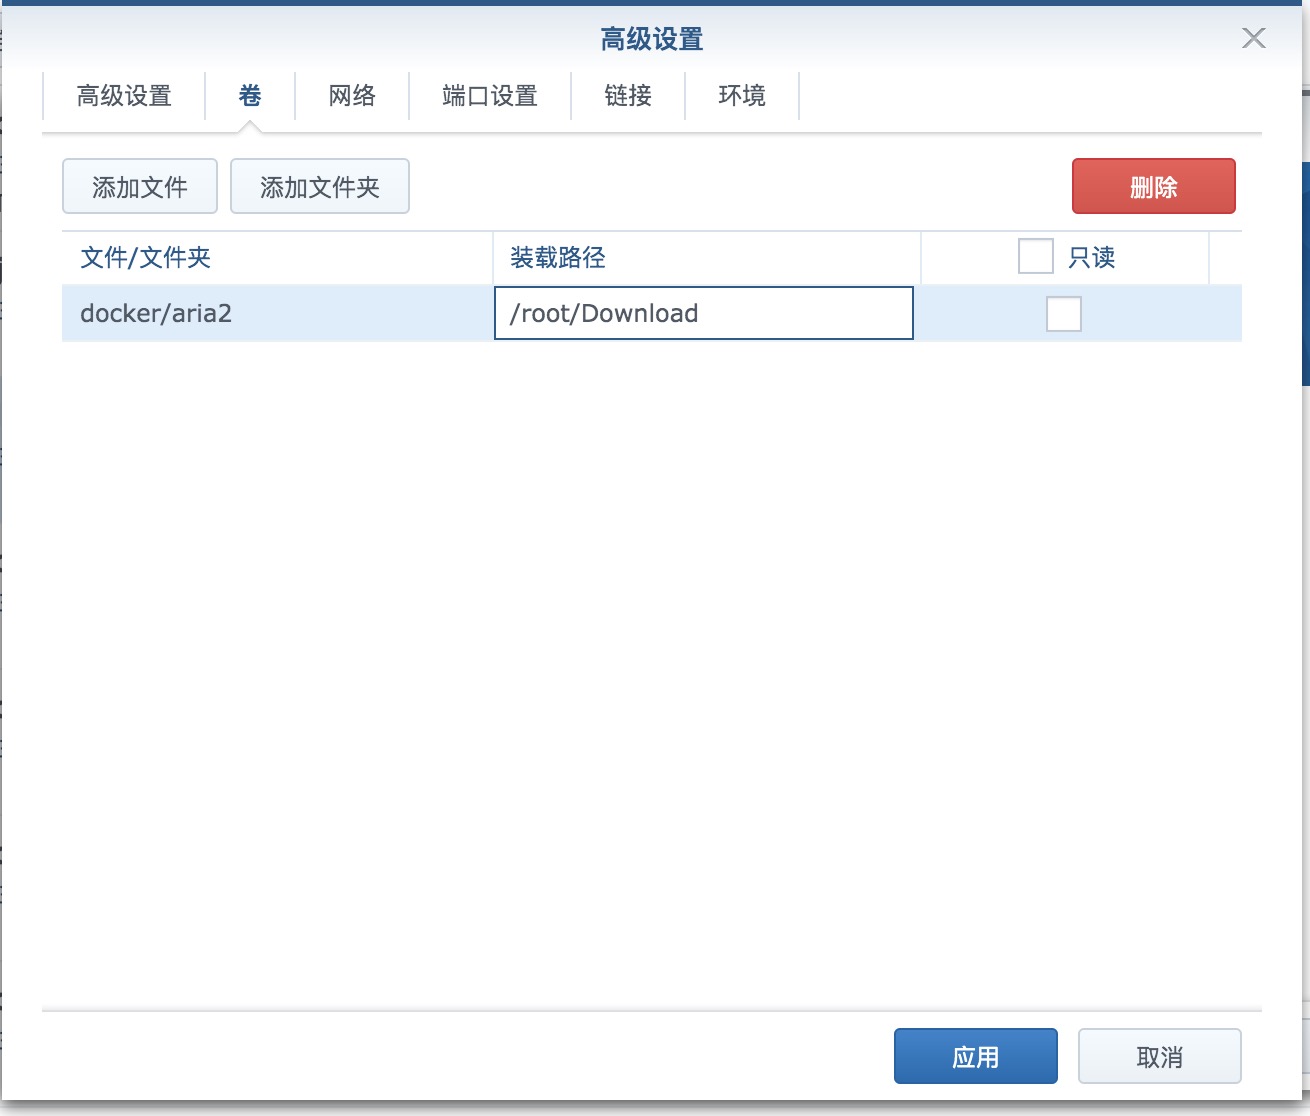 高级设置
高级设置 卷 网络 端口设置 链接 环境
添加文件 添加文件夹 删除
文件/文件夹 装载路径 只读
docker/aria2 /root/Download
应用 取消